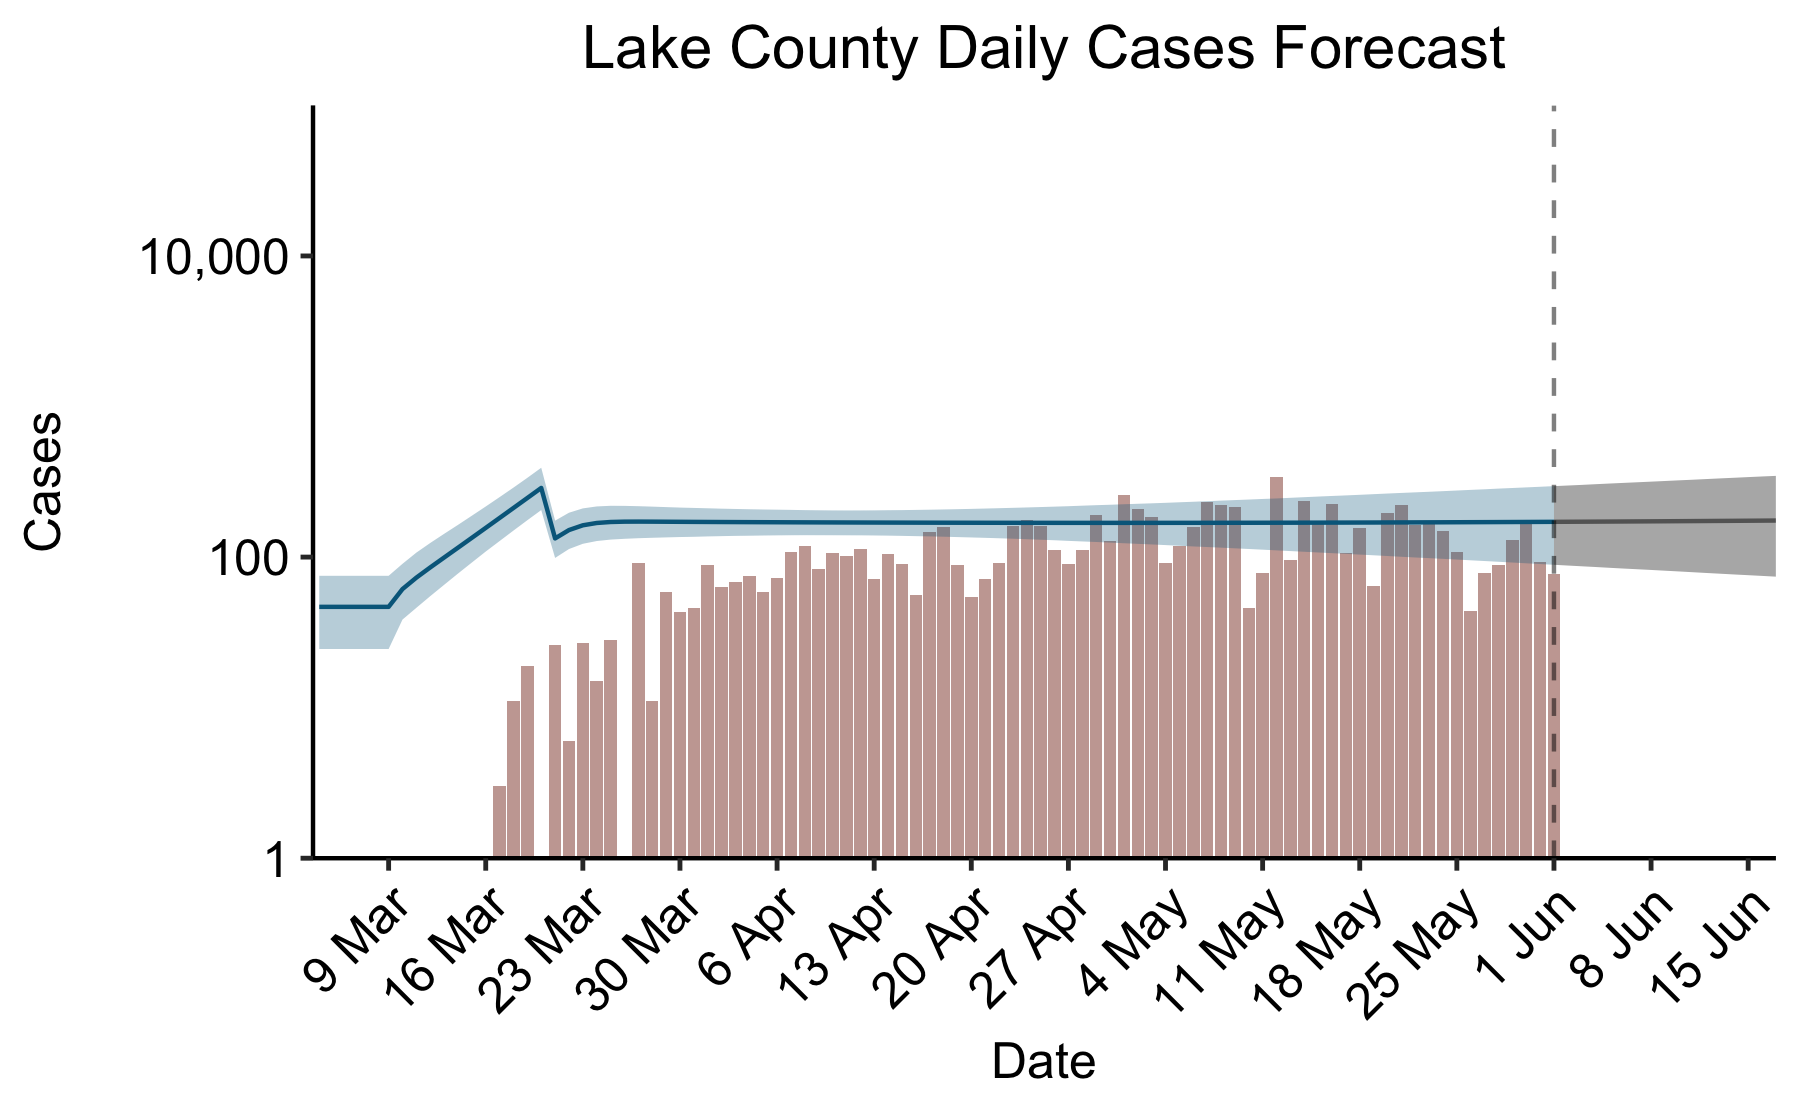 Lake County Daily Cases Forecast
10,000
100
1
Cases
9 Mar
16 Mar
23 Mar
30 Mar
6 Apr
13 Apr
20 Apr
27 Apr
4 May
11 May
18 May
25 May
1 Jun
8 Jun
15 Jun
Date